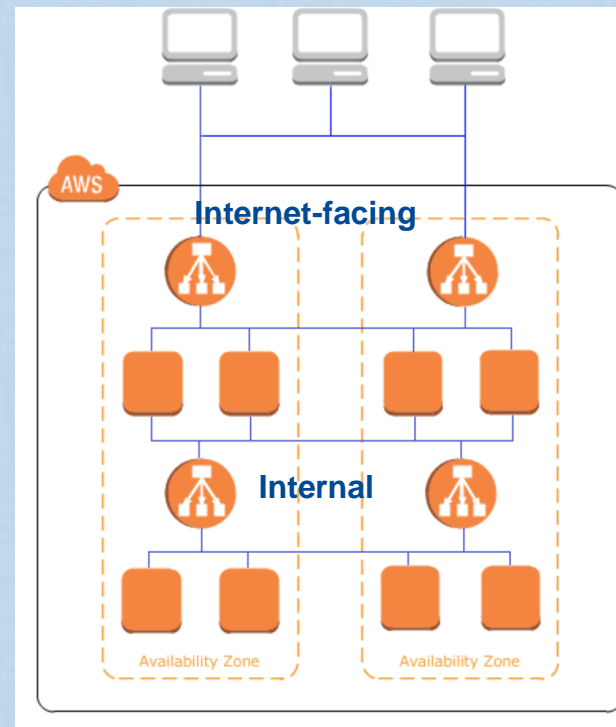 AWS
Internet-facing
Internal
Availability Zone
Availability Zone